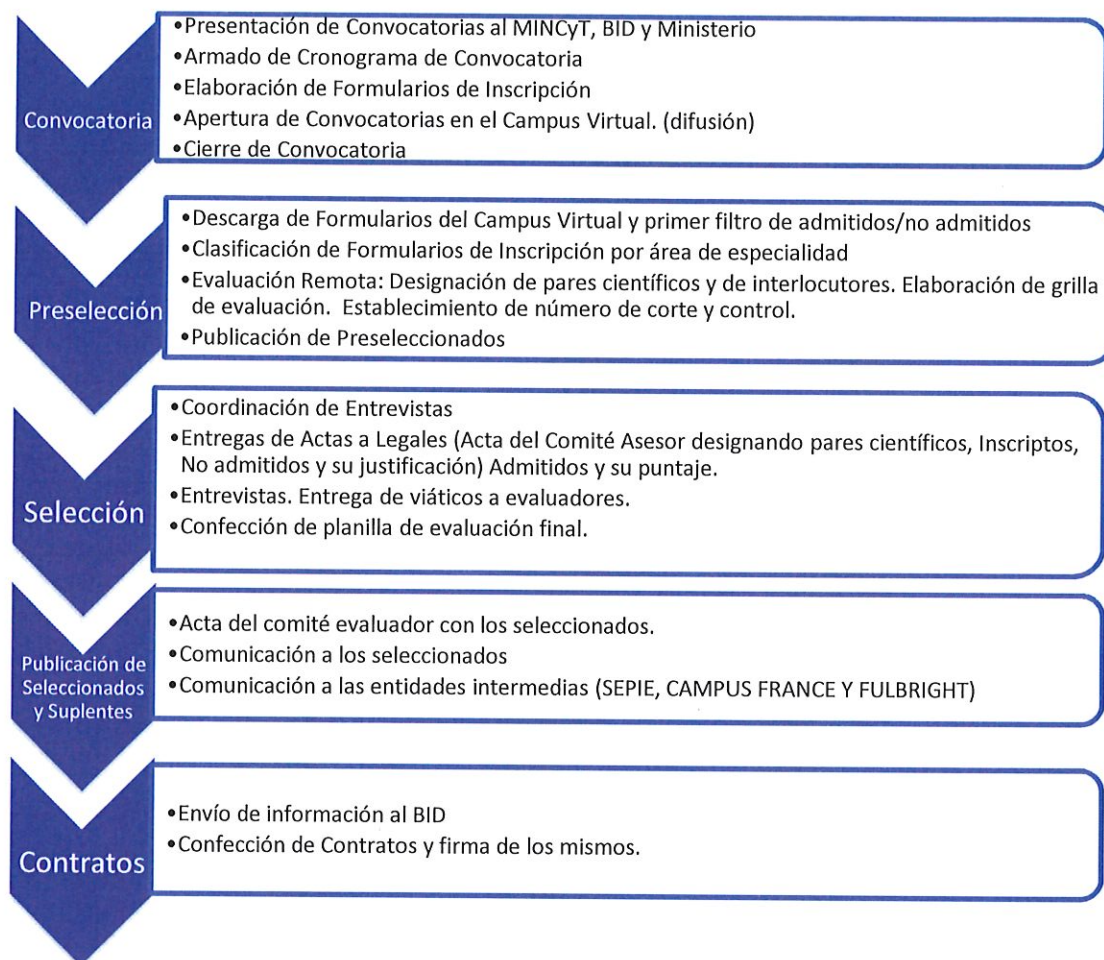 Convocatoria
•Presentación de Convocatorias al MINCyT, BID y Ministerio
•Armado de Cronograma de Convocatoria
•Elaboración de Formularios de Inscripción
•Apertura de Convocatorias en el Campus Virtual. (difusión)
•Cierre de Convocatoria
Preselección
•Descarga de Formularios del Campus Virtual y primer filtro de admitidos/no admitidos
•Clasificación de Formularios de Inscripción por área de especialidad
•Evaluación Remota: Designación de pares científicos y de interlocutores. Elaboración de grilla
de evaluación. Establecimiento de número de corte y control.
•Publicación de Preseleccionados
Selección
•Coordinación de Entrevistas
•Entregas de Actas a Legales (Acta del Comité Asesor designando pares científicos, Inscriptos,
No admitidos y su justificación) Admitidos y su puntaje.
•Entrevistas. Entrega de viáticos a evaluadores.
•Confección de planilla de evaluación final.
Publicación de
Seleccionados
y Suplentes
•Acta del comité evaluador con los seleccionados.
•Comunicación a los seleccionados
•Comunicación a las entidades intermedias (SEPIE, CAMPUS FRANCE Y FULBRIGHT)
Contratos
•Envío de información al BID
•Confección de Contratos y firma de los mismos.